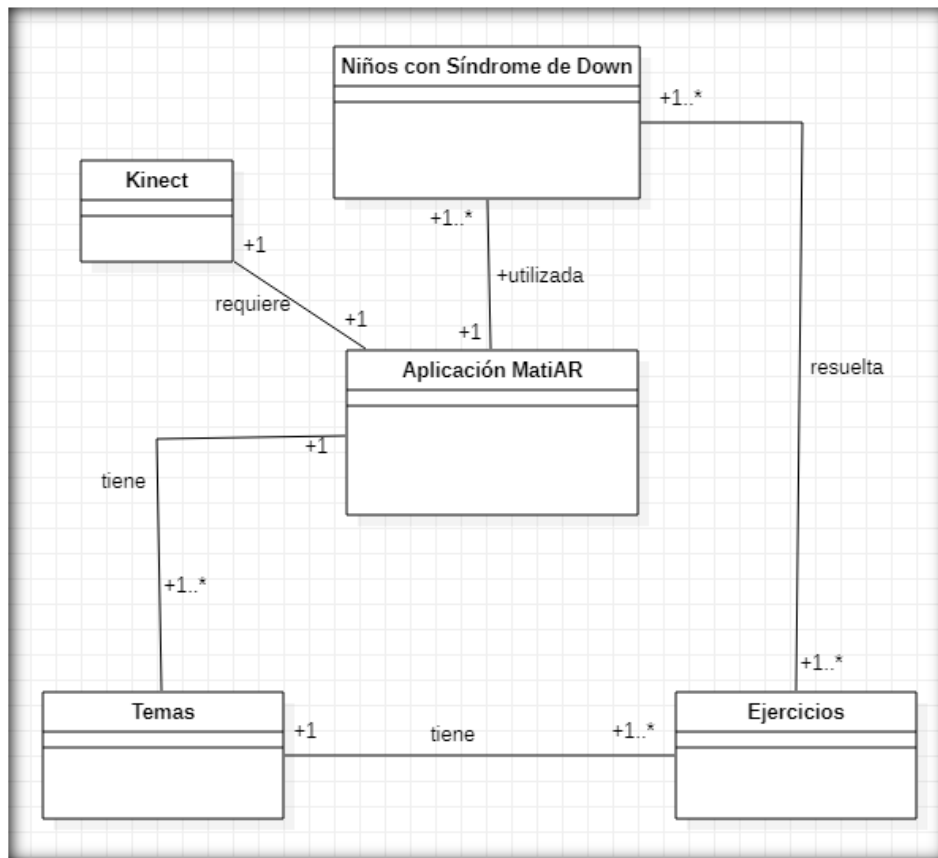 Niños con Síndrome de Down
+1..*
Kinect
+1..*
+1
+utilizada
requiere
+1
+1
Aplicación MatiAR
resuelta
+1
tiene
+1..*
+1..*
Temas
Ejercicios
+1
tiene
+1..*